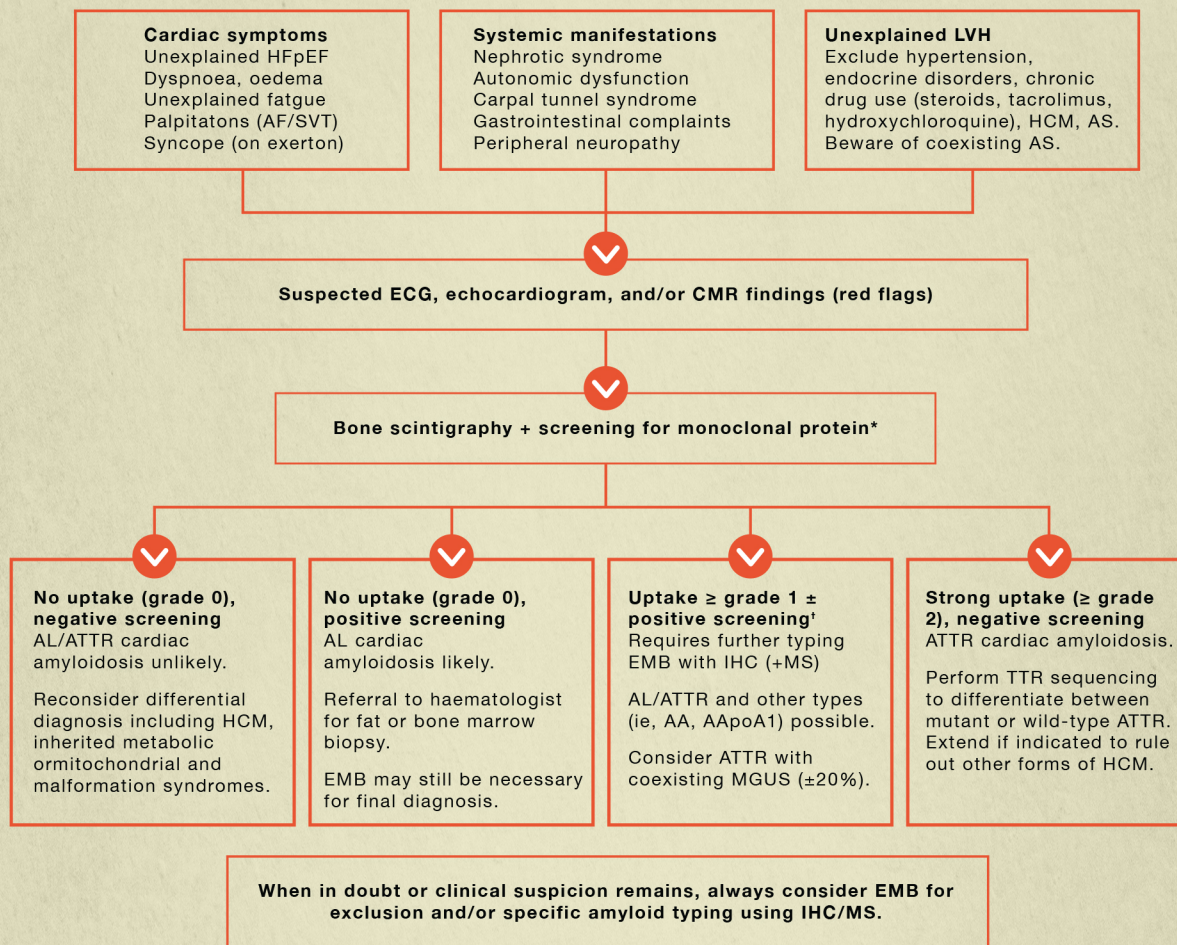 Cardiac symptoms
Unexplained HFpEF
Dyspnoea, oedema
Unexplained fatgue
Palpitatons (AF/SVT)
Syncope (on exerton)
Systemic manifestations
Nephrotic syndrome
Autonomic dysfunction
Carpal tunnel syndrome
Gastrointestinal complaints
Peripheral neuropathy
Unexplained LVH
Exclude hypertension,
endocrine disorders, chronic
drug use (steroids, tacrolimus,
hydroxychloroquine), HCM, AS.
Beware of coexisting AS.
Suspected ECG, echocardiogram, and/or CMR findings (red flags)
Bone scintigraphy + screening for monoclonal protein*
No uptake (grade 0),
negative screening
AL/ATTR cardiac
amyloidosis unlikely.
Reconsider differential
diagnosis including HCM,
inherited metabolic
ormitochondrial and
malformation syndromes.
No uptake (grade 0),
positive screening
AL cardiac
amyloidosis likely.
Referral to haematologist
for fat or bone marrow
biopsy.
EMB may still be necessary
for final diagnosis.
Uptake ≥ grade 1 ±
positive screening†
Requires further typing
EMB with IHC (+MS)
AL/ATTR and other types
(ie, AA, AApoA1) possible.
Consider ATTR with
coexisting MGUS (±20%).
Strong uptake (≥ grade
2), negative screening
ATTR cardiac amyloidosis.
Perform TTR sequencing
to differentiate between
mutant or wild-type ATTR.
Extend if indicated to rule
out other forms of HCM.
When in doubt or clinical suspicion remains, always consider EMB for
exclusion and/or specific amyloid typing using IHC/MS.